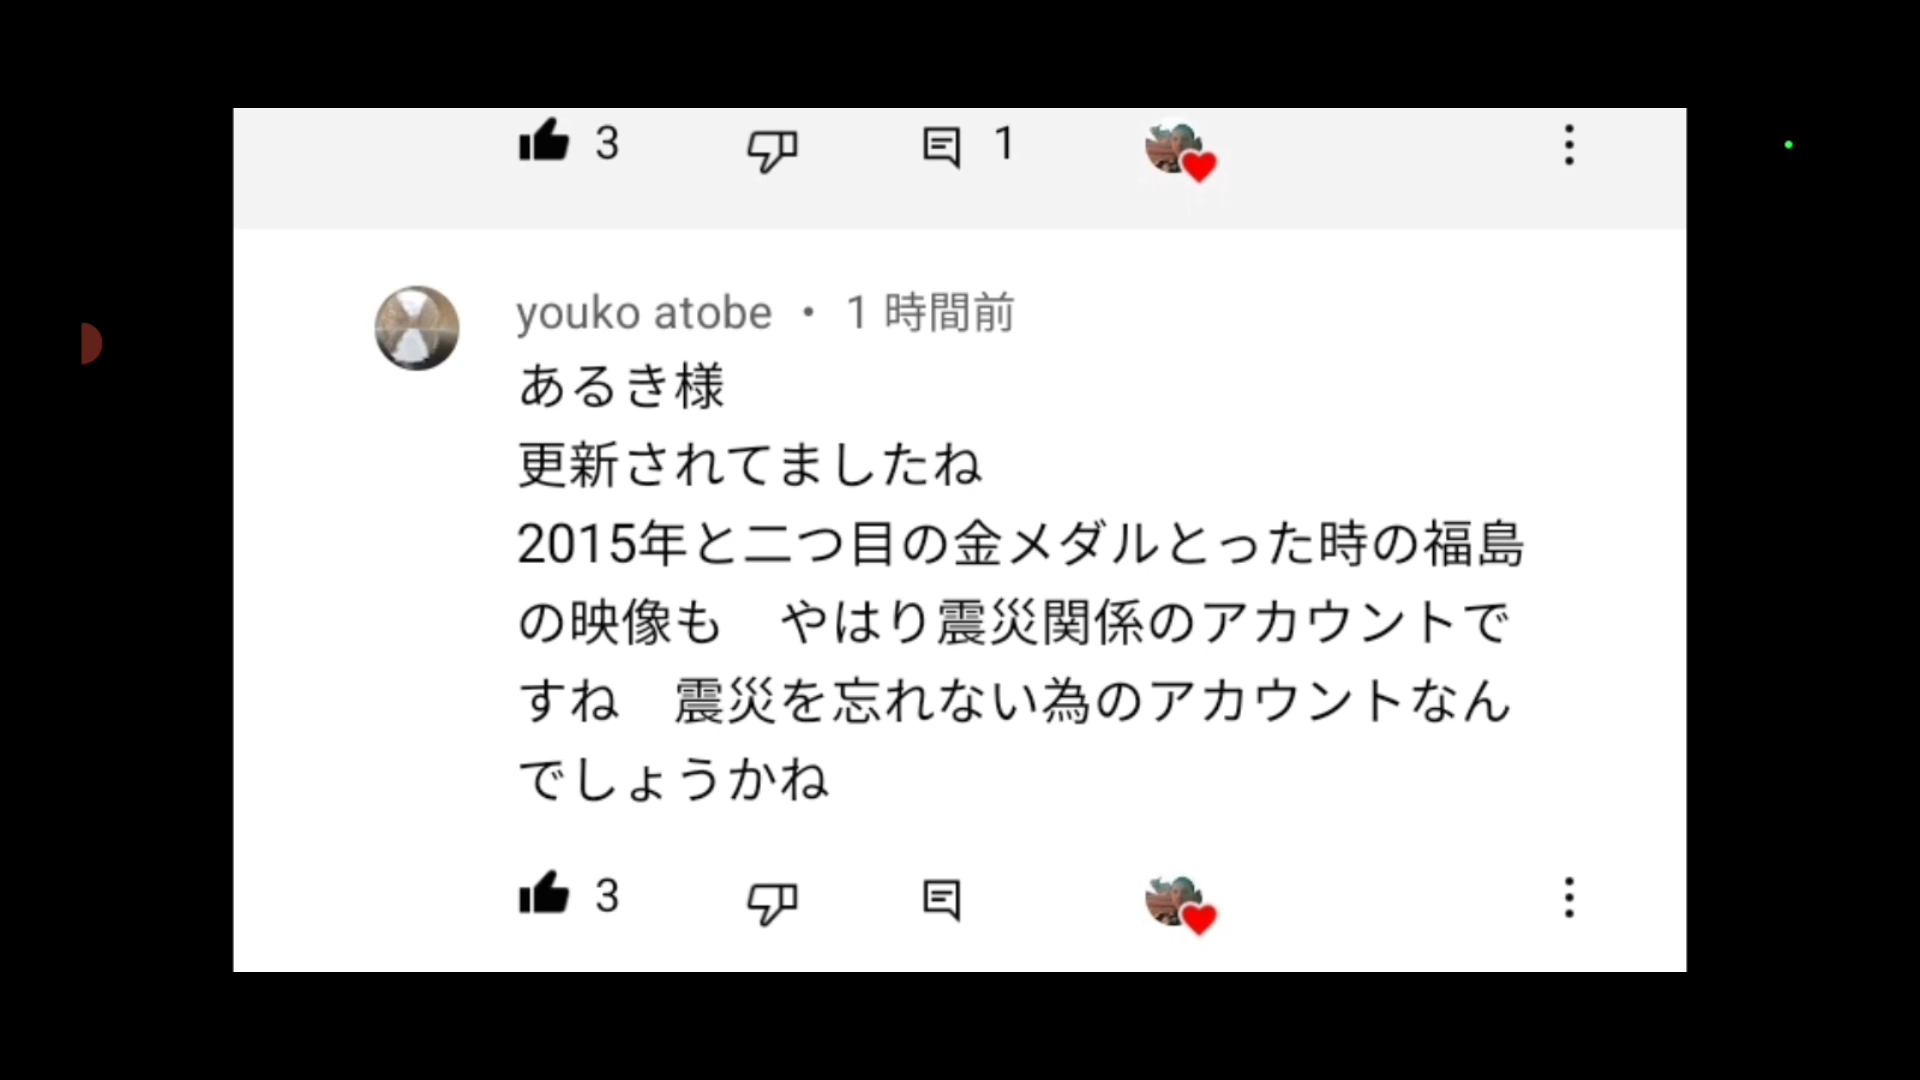 3 1
youko atobe ・ 1 時間前
あるき様
更新されてましたね
2015年と二つ目の金メダルとった時の福島
の映像も　やはり震災関係のアカウントで
すね　震災を忘れない為のアカウントなん
でしょうかね
3